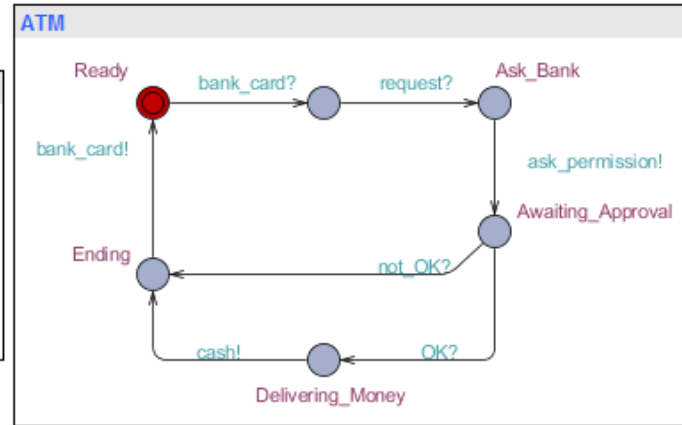 ATM
Ready
bank_card?
request?
Ask_Bank
bank_card!
ask_permission!
Awaiting_Approval
Ending
not_OK?
cash!
OK?
Delivering_Money